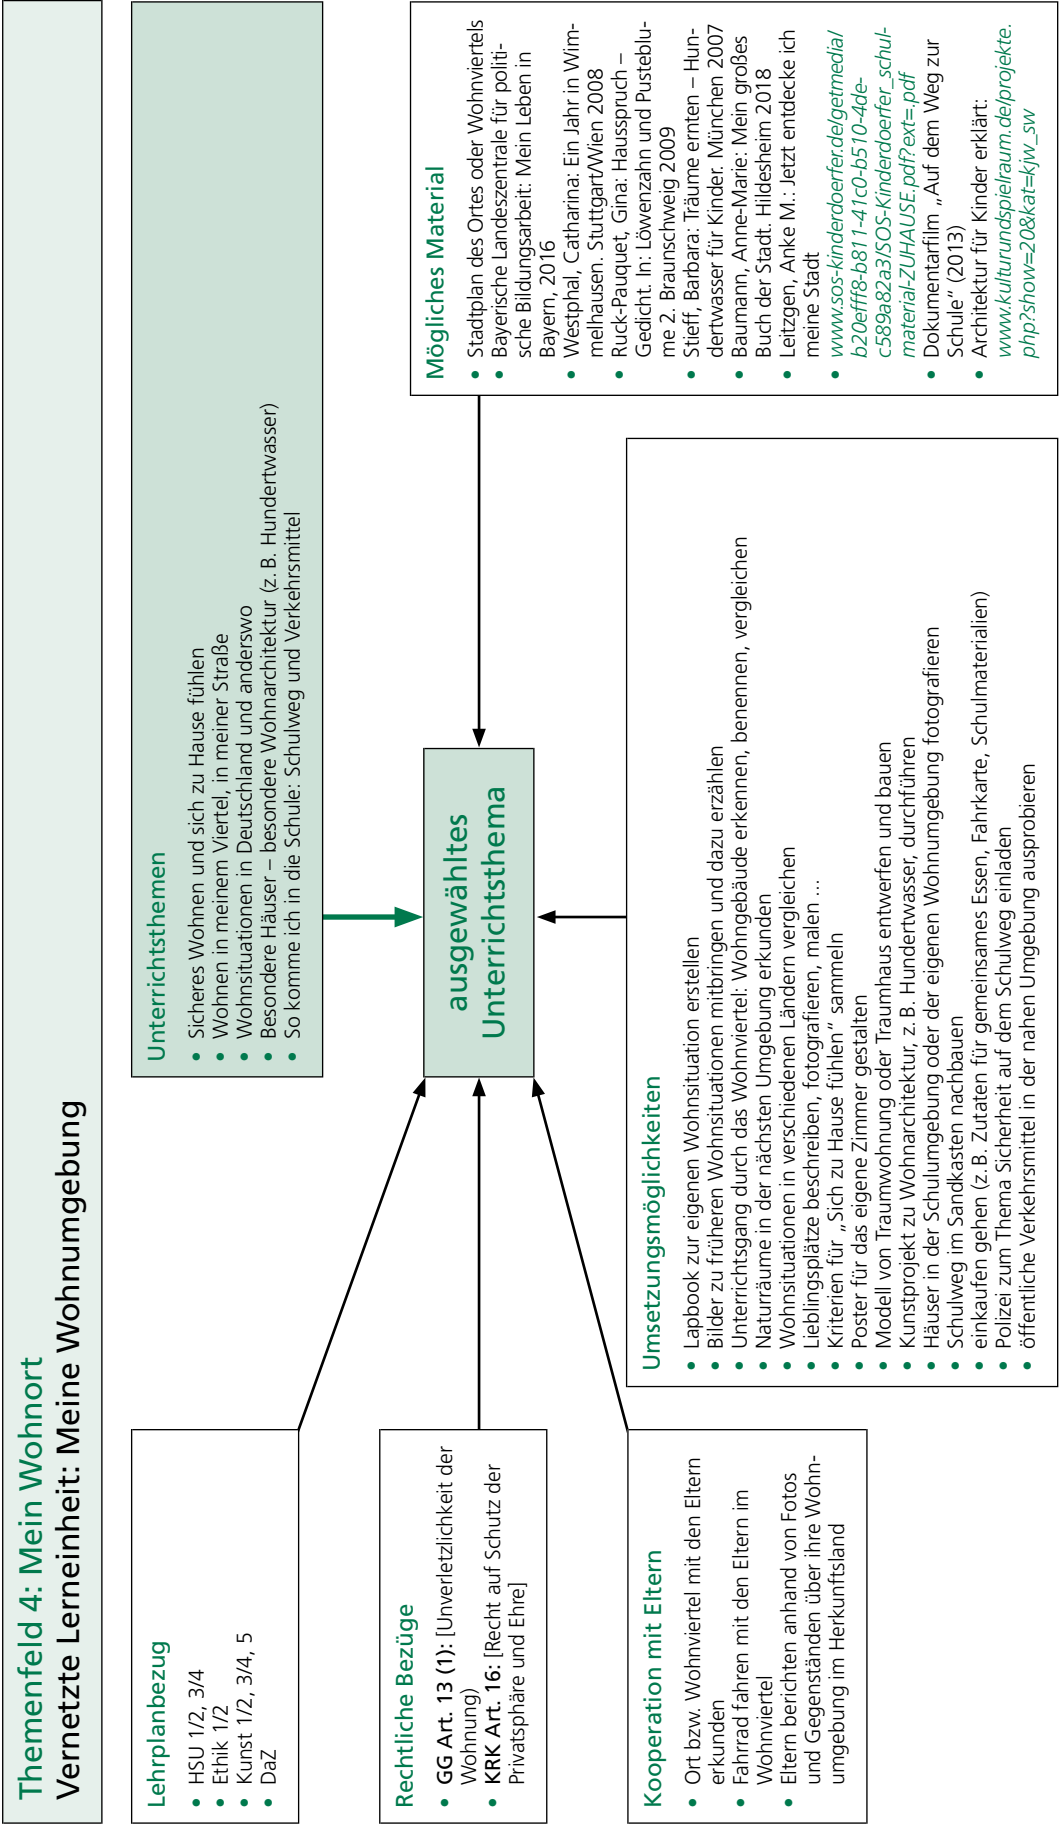 Themenfeld 4: Mein Wohnort
Vernetzte Lerneinheit: Meine Wohnumgebung
Lehrplanbezug
• HSU 1/2, 3/4
• Ethik 1/2
• Kunst 1/2, 3/4, 5
• DaZ
Rechtliche Bezüge
• GG Art. 13 (1): [Unverletzlichkeit der
Wohnung)
• KRK Art. 16: [Recht auf Schutz der
Privatsphäre und Ehre]
Kooperation mit Eltern
• Ort bzw. Wohnviertel mit den Eltern
erkunden
• Fahrrad fahren mit den Eltern im
Wohnviertel
• Eltern berichten anhand von Fotos
und Gegenständen über ihre Wohn-
umgebung im Herkunftsland
Unterrichtsthemen
• Sicheres Wohnen und sich zu Hause fühlen
• Wohnen in meinem Viertel, in meiner Straße
• Wohnsituationen in Deutschland und anderswo
• Besondere Häuser – besondere Wohnarchitektur (z. B. Hundertwasser)
• So komme ich in die Schule: Schulweg und Verkehrsmittel
ausgewähltes
Unterrichtsthema
Umsetzungsmöglichkeiten
• Lapbook zur eigenen Wohnsituation erstellen
• Bilder zu früheren Wohnsituationen mitbringen und dazu erzählen
• Unterrichtsgang durch das Wohnviertel: Wohngebäude erkennen, benennen, vergleichen
• Naturräume in der nächsten Umgebung erkunden
• Wohnsituationen in verschiedenen Ländern vergleichen
• Lieblingsplätze beschreiben, fotografieren, malen ...
• Kriterien für „Sich zu Hause fühlen“ sammeln
• Poster für das eigene Zimmer gestalten
• Modell von Traumwohnung oder Traumhaus entwerfen und bauen
• Kunstprojekt zu Wohnarchitektur, z. B. Hundertwasser, durchführen
• Häuser in der Schulumgebung oder der eigenen Wohnumgebung fotografieren
• Schulweg im Sandkasten nachbauen
• einkaufen gehen (z. B. Zutaten für gemeinsames Essen, Fahrkarte, Schulmaterialien)
• Polizei zum Thema Sicherheit auf dem Schulweg einladen
• öffentliche Verkehrsmittel in der nahen Umgebung ausprobieren
Mögliches Material
• Stadtplan des Ortes oder Wohnviertels
• Bayerische Landeszentrale für politi-
sche Bildungsarbeit: Mein Leben in
Bayern, 2016
• Westphal, Catharina: Ein Jahr in Wim-
melhausen. Stuttgart/Wien 2008
• Ruck-Pauquet, Gina: Hausspruch –
Gedicht. In: Löwenzahn und Pusteblu-
me 2. Braunschweig 2009
• Stieff, Barbara: Träume ernten – Hun-
dertwasser für Kinder. München 2007
• Baumann, Anne-Marie: Mein großes
Buch der Stadt. Hildesheim 2018
• Leitzgen, Anke M.: Jetzt entdecke ich
meine Stadt
• www.sos-kinderdoerfer.de/getmedia/
b20efff8-b811-41c0-b510-4de-
c589a82a3/SOS-Kinderdoerfer_schul-
material-ZUHAUSE.pdf?ext=.pdf
• Dokumentarfilm „Auf dem Weg zur
Schule“ (2013)
• Architektur für Kinder erklärt:
www.kulturundspielraum.de/projekte.
php?show=20&kat=kjw_sw